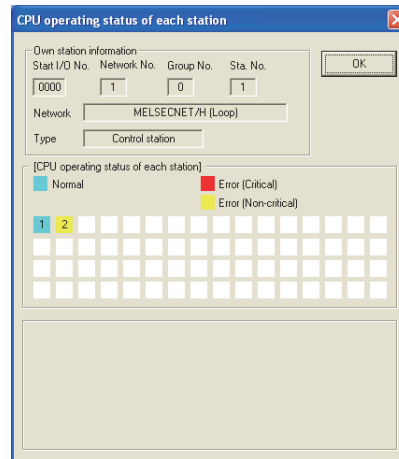 CPU operating status of each station
Own station information
Start I/O No. Network No. Group No. Sta. No.
0000 1 0 1
OK
Network MELSECNET/H (Loop)
Type Control station
[CPU operating status of each station]
Normal Error (Critical)
Error (Non-critical)
1 2